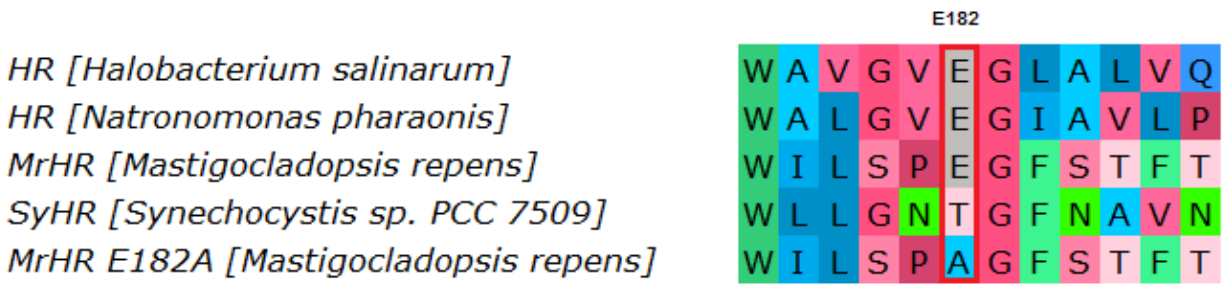 E182
HR [Halobacterium salinarum] W A V G V E G L A L V Q
HR [Natronomonas pharaonis] W A L G V E G I A V L P
MrHR [Mastigocladopsis repens] W I L S P E G F S T F T
SyHR [Synechocystis sp. PCC 7509] W L L G N T G F N A V N
MrHR E182A [Mastigocladopsis repens] W I L S P A G F S T F T